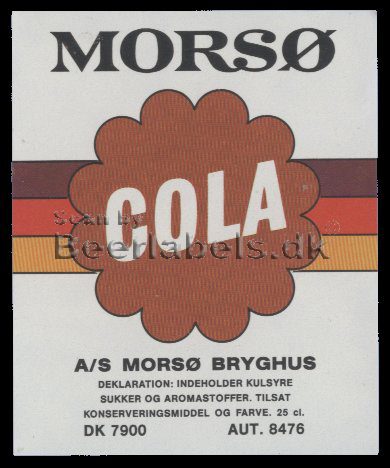 MORSØ
COLA
Scan by
Beerlabels.dk
A/S MORSØ BRYGHUS
DEKLARATION: INDEHOLDER KULSYRE
SUKKER OG AROMASTOFFER. TILSAT
KONSERVERINGSMIDDEL OG FARVE. 25 cl.
DK 7900 AUT. 8476